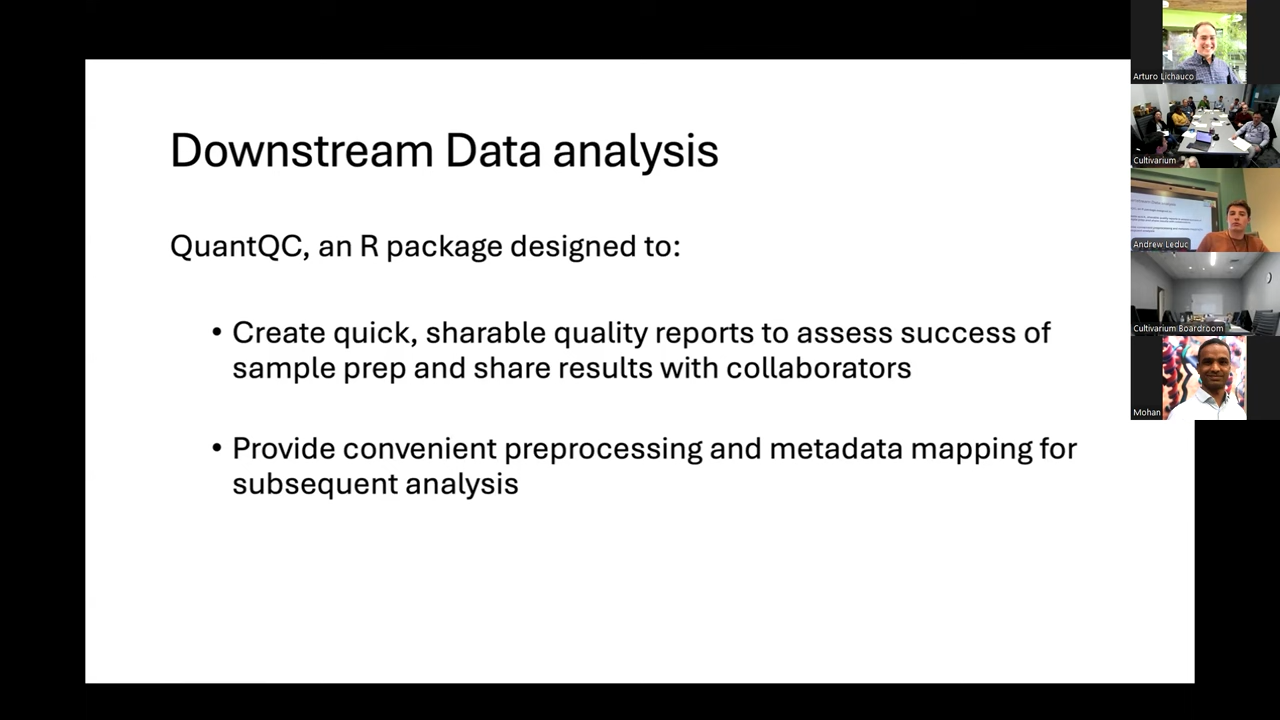 Downstream Data analysis
QuantQC, an R package designed to:
• Create quick, sharable quality reports to assess success of
sample prep and share results with collaborators
• Provide convenient preprocessing and metadata mapping for
subsequent analysis
Arturo Lichauco
Cultivarium
Andrew Leduc
Cultivarium Boardroom
Mohan